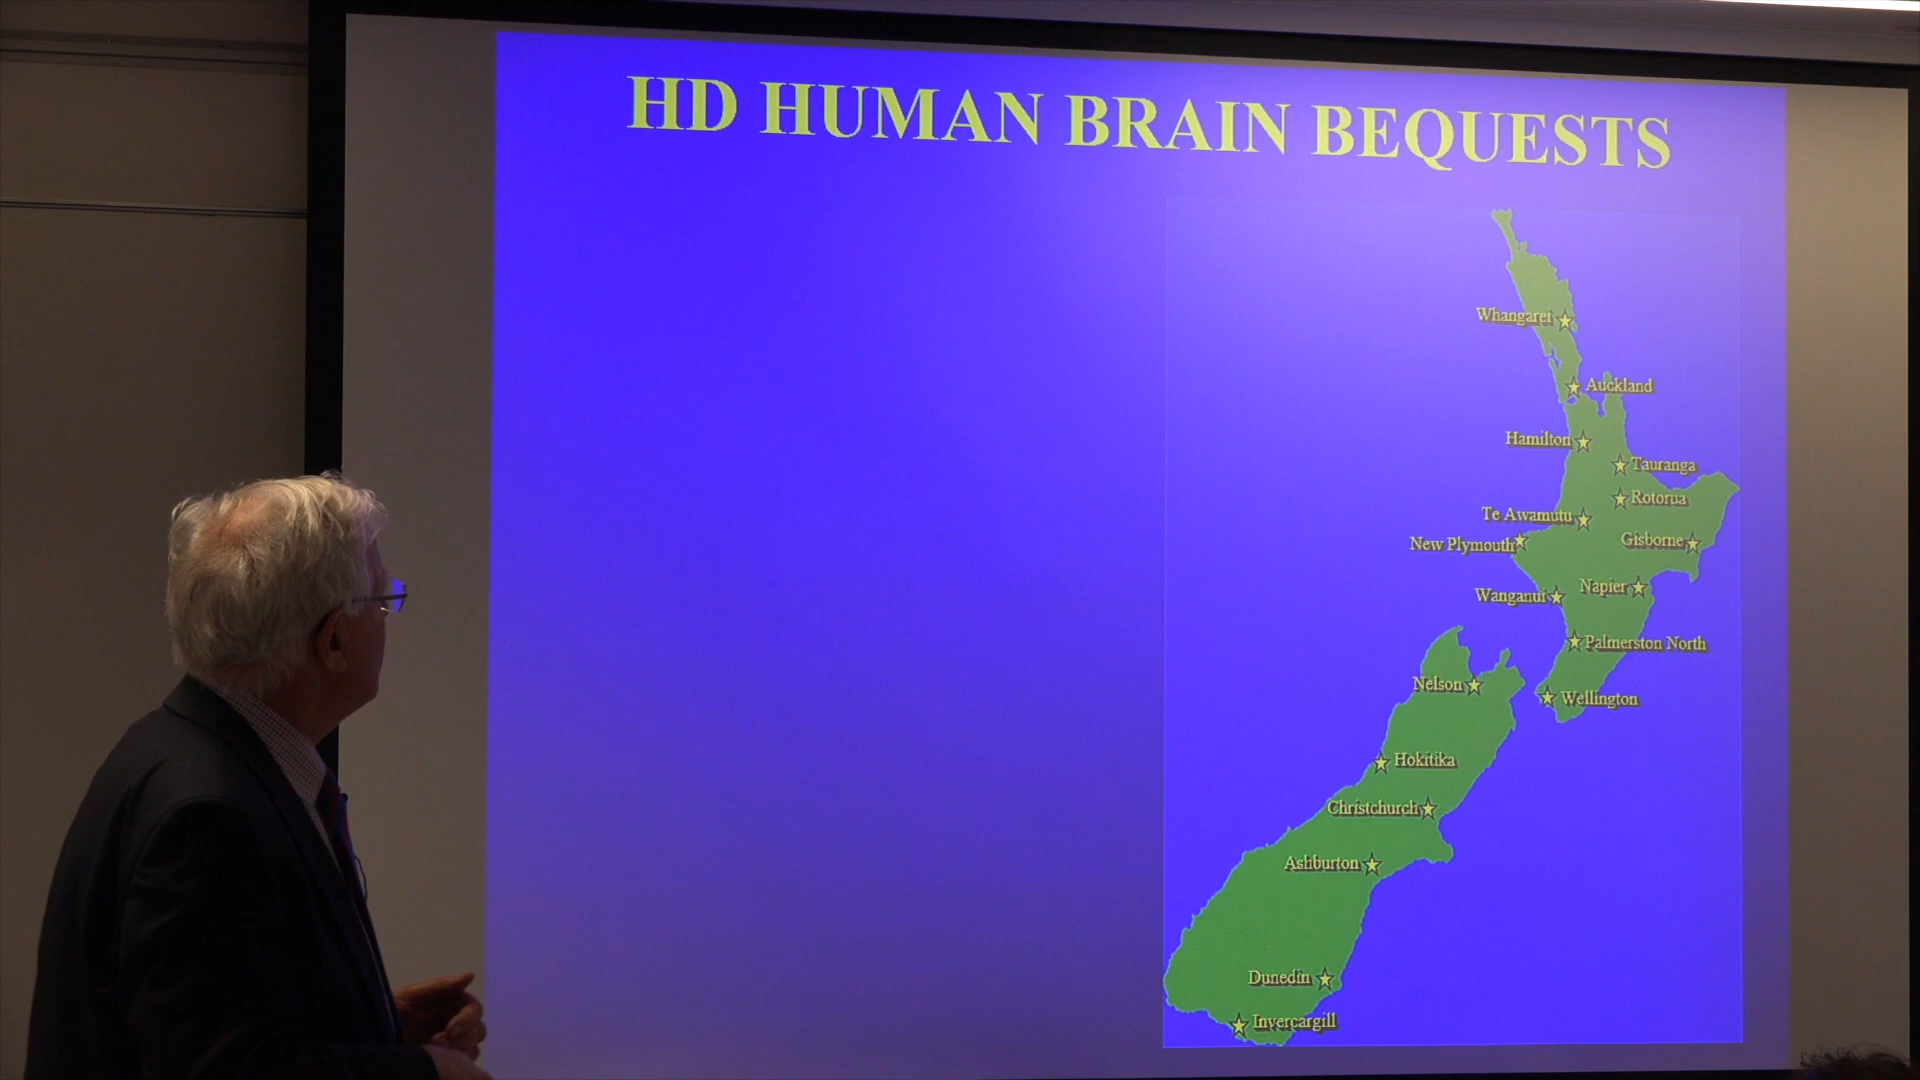 HD HUMAN BRAIN BEQUESTS
Whangarei
Auckland
Hamilton
Tauranga
Rotorua
Te Awamutu
New Plymouth
Gisborne
Napier
Wanganui
Palmerston North
Nelson
Wellington
Hokitika
Christchurch
Ashburton
Dunedin
Invercargill